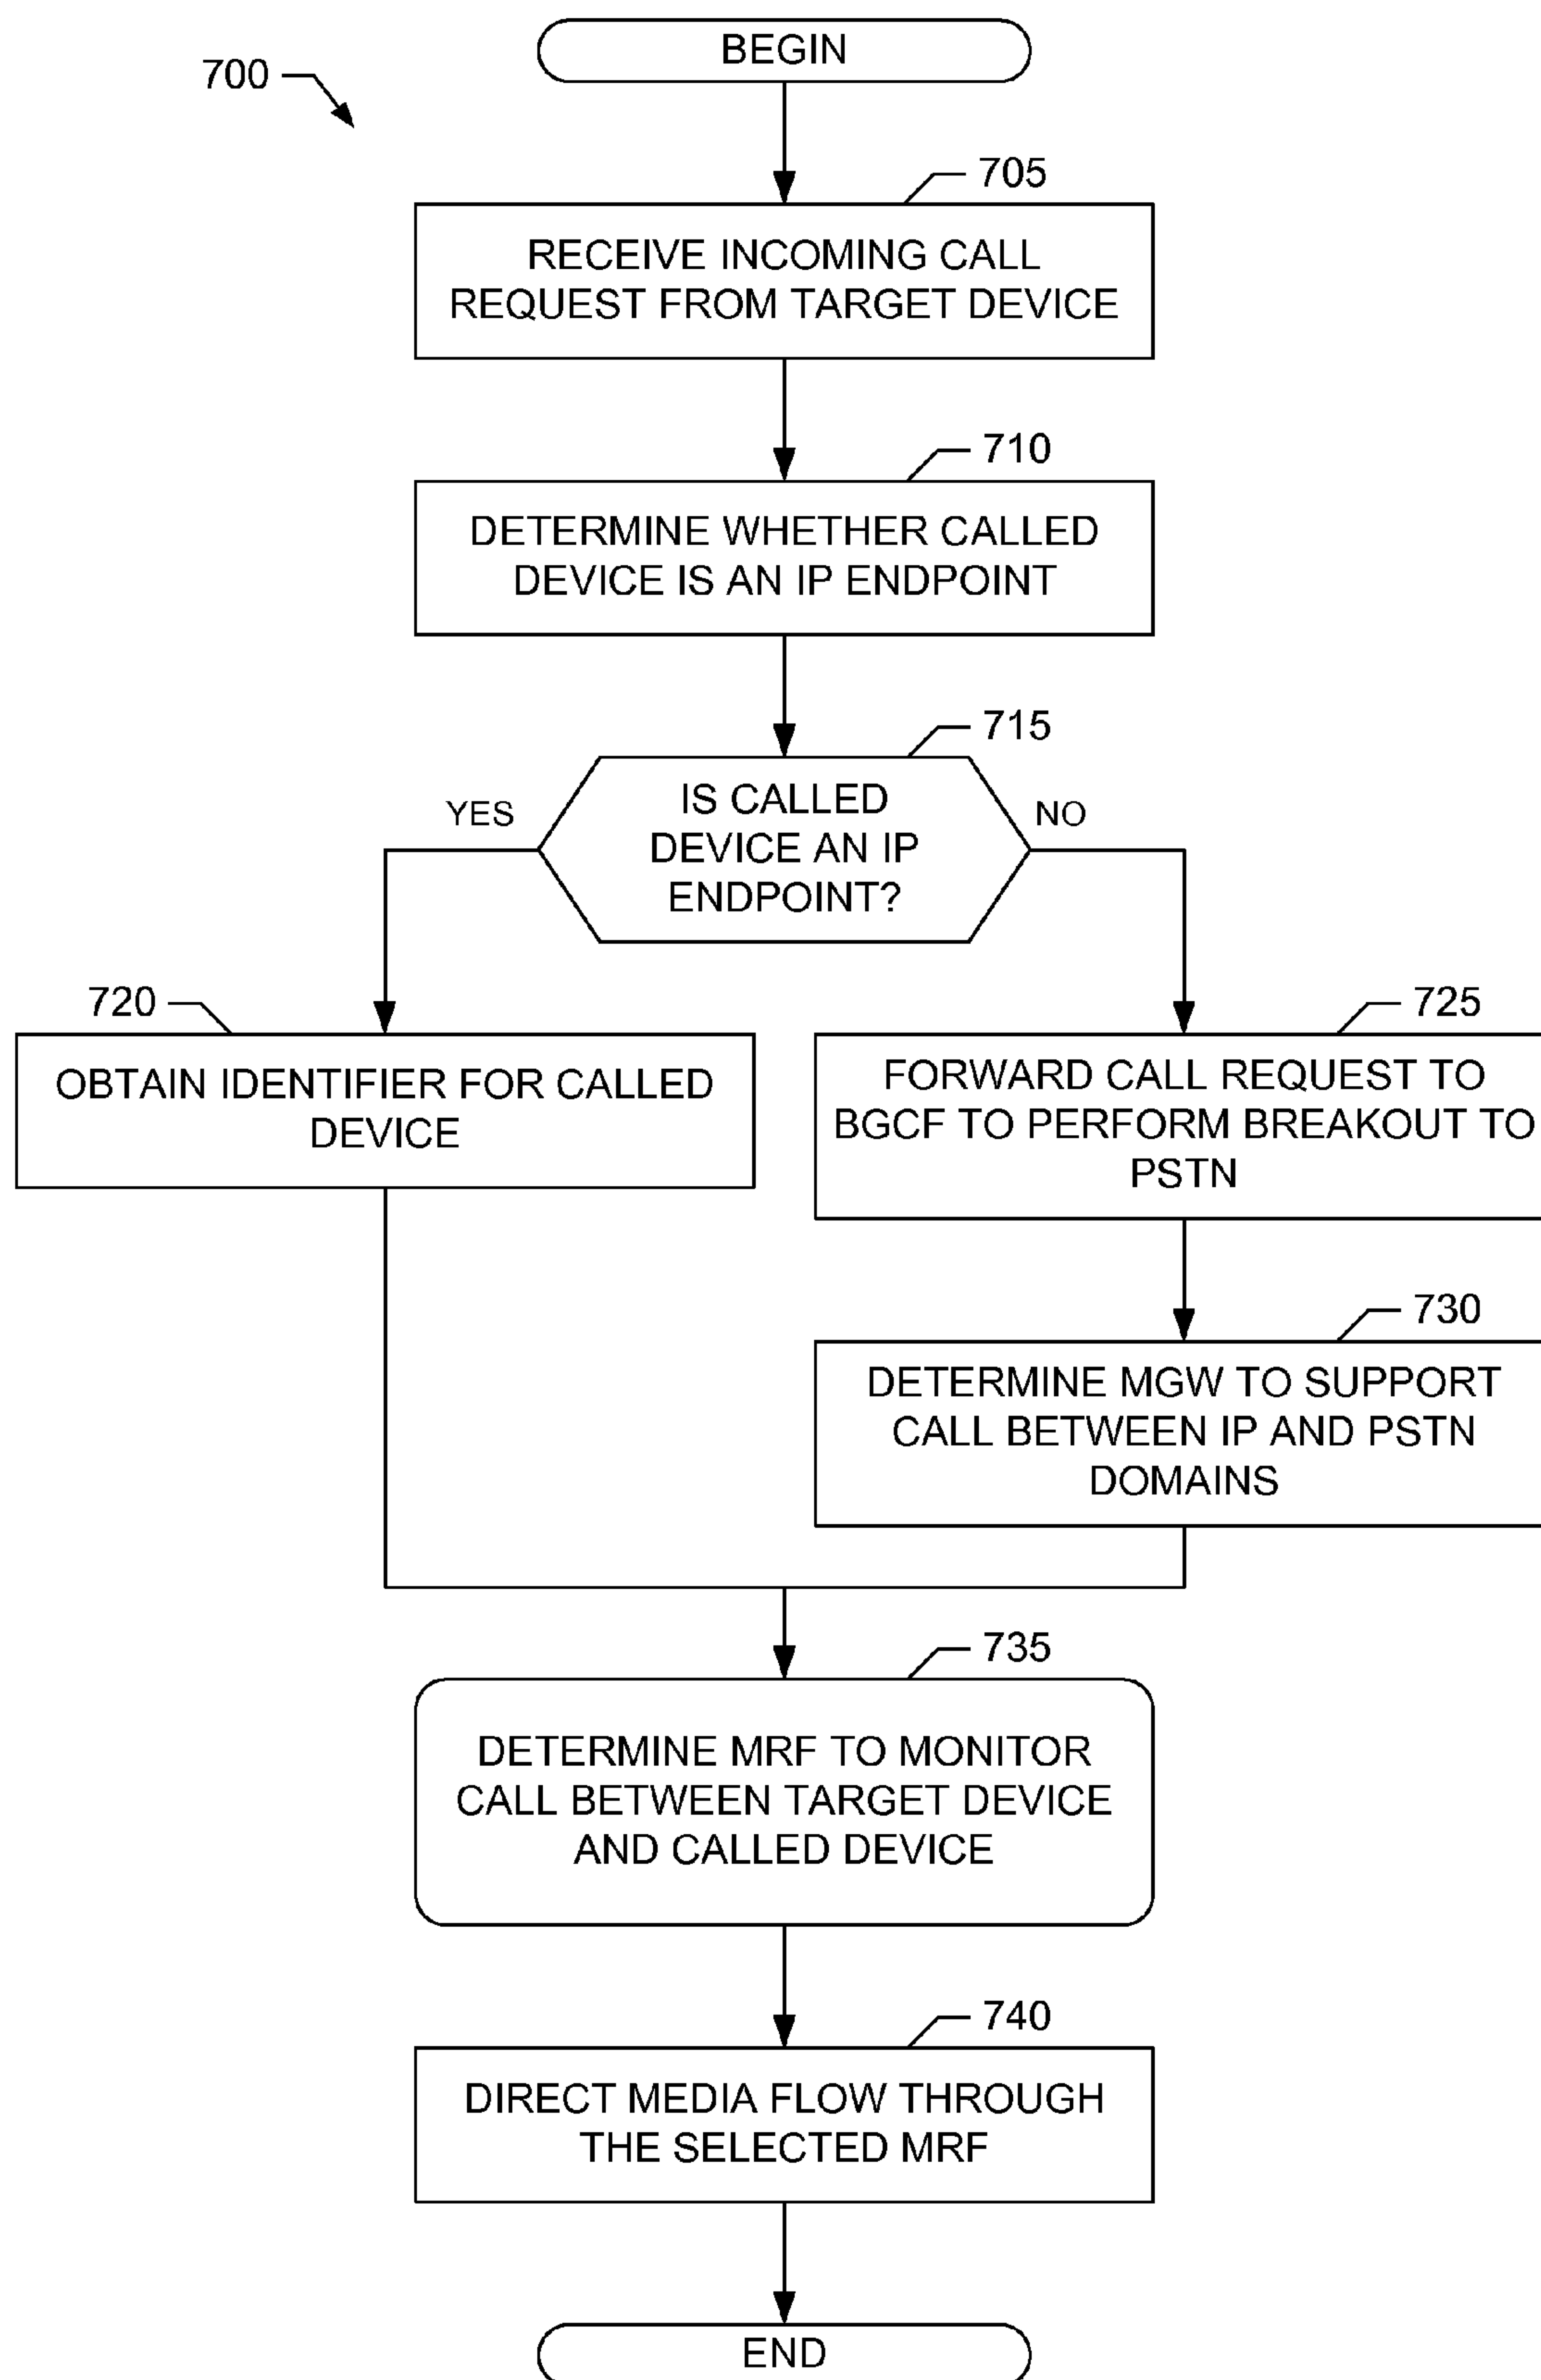 BEGIN
700
705
RECEIVE INCOMING CALL
REQUEST FROM TARGET DEVICE
710
DETERMINE WHETHER CALLED
DEVICE IS AN IP ENDPOINT
715
IS CALLED
DEVICE AN IP
ENDPOINT?
YES
NO
720
OBTAIN IDENTIFIER FOR CALLED
DEVICE
725
FORWARD CALL REQUEST TO
BGCF TO PERFORM BREAKOUT TO
PSTN
730
DETERMINE MGW TO SUPPORT
CALL BETWEEN IP AND PSTN
DOMAINS
735
DETERMINE MRF TO MONITOR
CALL BETWEEN TARGET DEVICE
AND CALLED DEVICE
740
DIRECT MEDIA FLOW THROUGH
THE SELECTED MRF
END